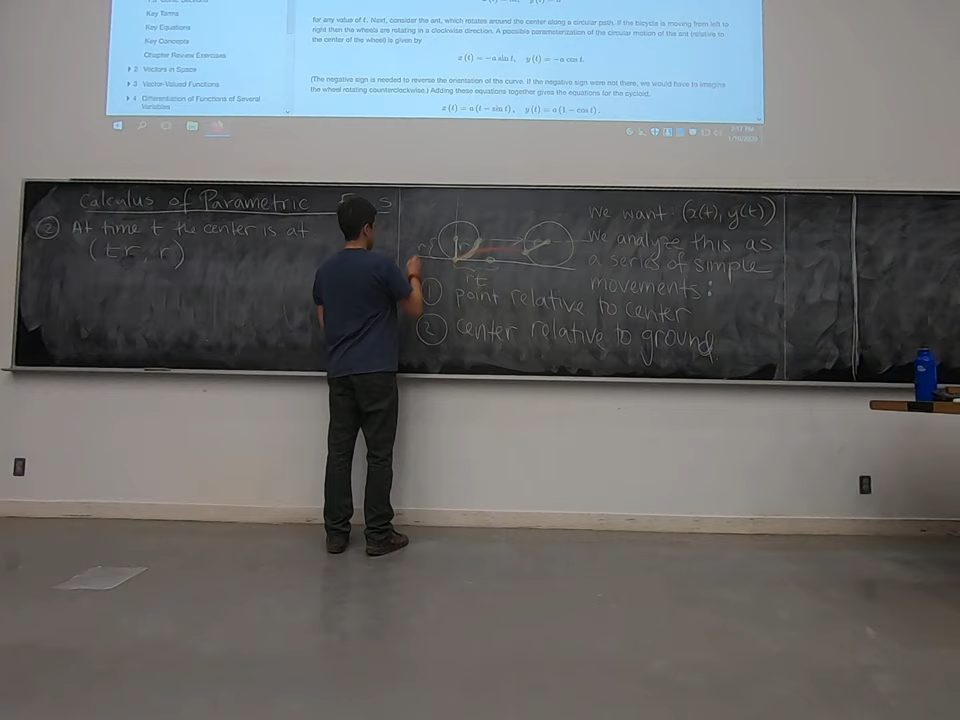 Key Terms
Key Equations
Key Concepts
Chapter Review Exercises
2 Vectors in Space
3 Vector-Valued Functions
4 Differentiation of Functions of Several
Variables
for any value of t. Next, consider the ant, which rotates around the center along a circular path. If the bicycle is moving from left to
right then the wheels are rotating in a clockwise direction. A possible parameterization of the circular motion of the ant (relative to
the center of the wheel) is given by
x(t) = −a sin t, y(t) = −a cos t.
(The negative sign is needed to reverse the orientation of the curve. If the negative sign were not there, we would have to imagine
the wheel rotating counterclockwise.) Adding these equations together gives the equations for the cycloid.
x(t) = a(t − sin t), y(t) = a(1 − cos t).
2:17 PM
Calculus of Parametric
② At time t the center is at
(tr, r)
r
r
rt
① point relative to center
② center relative to ground
We want: (x(t), y(t))
We analyze this as
a series of simple
movements: